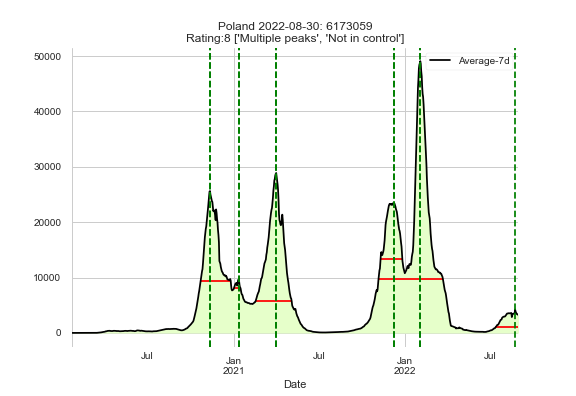 Poland 2022-08-30: 6173059
Rating:8 ['Multiple peaks', 'Not in control']
Average-7d
50000
40000
30000
20000
10000
0
Jul
Jan
2021
Jul
Jan
2022
Jul
Date